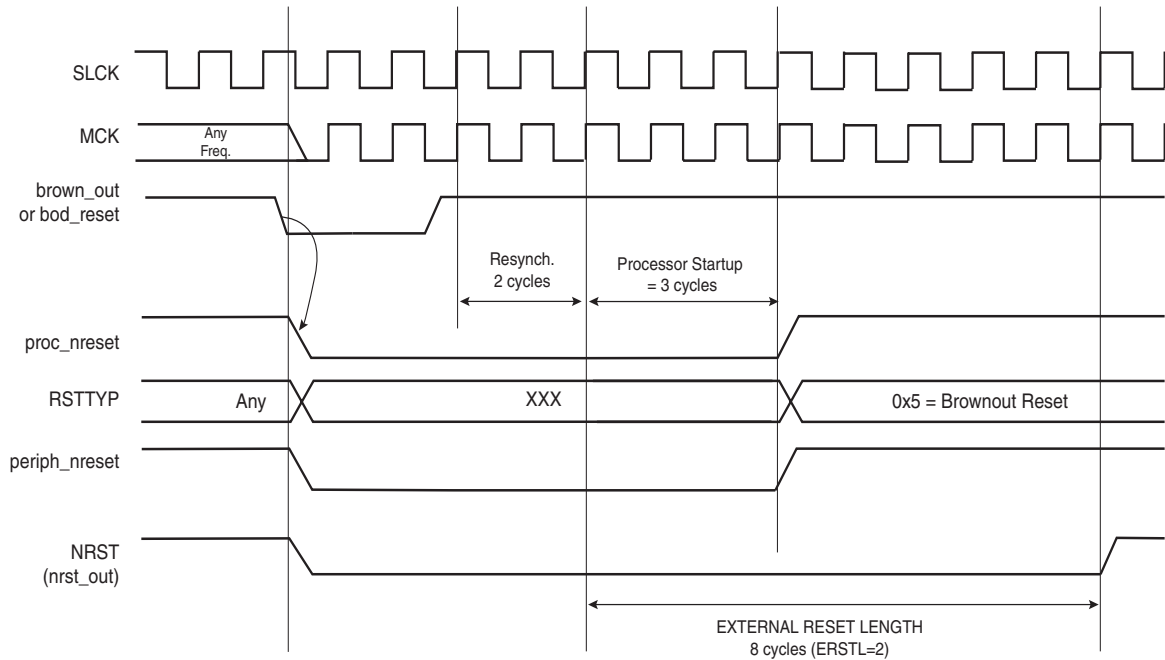 SLCK
MCK
Any
Freq.
brown_out
or bod_reset
Resynch.
2 cycles
Processor Startup
= 3 cycles
proc_nreset
RSTTYP
Any
XXX
0x5 = Brownout Reset
periph_nreset
NRST
(nrst_out)
EXTERNAL RESET LENGTH
8 cycles (ERSTL=2)